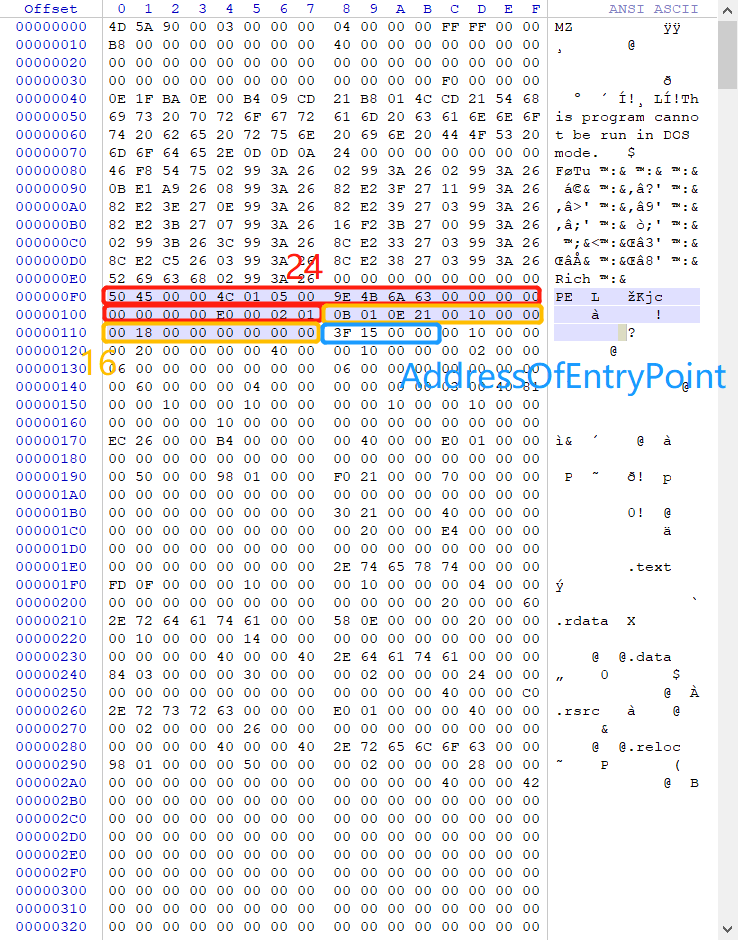 Offset 0 1 2 3 4 5 6 7 8 9 A B C D E F ANSI ASCII
00000000 4D 5A 90 00 03 00 00 00 04 00 00 00 FF FF 00 00 MZ ÿÿ
00000010 B8 00 00 00 00 00 00 00 40 00 00 00 00 00 00 00 ¸ @
00000020 00 00 00 00 00 00 00 00 00 00 00 00 00 00 00 00
00000030 00 00 00 00 00 00 00 00 00 00 00 00 F0 00 00 00 ð
00000040 0E 1F BA 0E 00 B4 09 CD 21 B8 01 4C CD 21 54 68 º ´ Í!¸ LÍ!Th
00000050 69 73 20 70 72 6F 67 72 61 6D 20 63 61 6E 6E 6F is program canno
00000060 74 20 62 65 20 72 75 6E 20 69 6E 20 44 4F 53 20 t be run in DOS
00000070 6D 6F 64 65 2E 0D 0D 0A 24 00 00 00 00 00 00 00 mode. $
00000080 46 F8 54 75 02 99 3A 26 02 99 3A 26 02 99 3A 26 FøTu ™:& ™:& ™:&
00000090 0B E1 A9 26 08 99 3A 26 82 E2 3F 27 11 99 3A 26 á©& ™:&‚â?' ™:&
000000A0 82 E2 3E 27 0E 99 3A 26 82 E2 39 27 03 99 3A 26 ‚â>' ™:&‚â9' ™:&
000000B0 82 E2 3B 27 07 99 3A 26 16 F2 3B 27 00 99 3A 26 ‚â;' ™:& ò;' ™:&
000000C0 02 99 3B 26 3C 99 3A 26 8C E2 33 27 03 99 3A 26 ™;&<™:&Œâ3' ™:&
000000D0 8C E2 C5 26 03 99 3A 26 8C E2 38 27 03 99 3A 26 ŒâÅ& ™:&Œâ8' ™:&
24
000000E0 52 69 63 68 02 99 3A 26 00 00 00 00 00 00 00 00 Rich ™:&
000000F0 50 45 00 00 4C 01 05 00 9E 4B 6A 63 00 00 00 00 PE L žKjc
00000100 00 00 00 00 E0 00 02 01 0B 01 0E 21 00 10 00 00 à !
00000110 00 18 00 00 00 00 00 00 3F 15 00 00 00 10 00 00 ?
00000120 00 20 00 00 00 00 40 00 00 10 00 00 00 02 00 00 @
16
00000130 06 00 00 00 00 00 00 00 06 00 00 00 00 00 00 00
AddressOfEntryPoint
00000140 00 60 00 00 00 04 00 00 00 00 00 00 03 00 40 81 @
00000150 00 00 10 00 00 10 00 00 00 00 10 00 00 10 00 00
00000160 00 00 00 00 10 00 00 00 00 00 00 00 00 00 00 00
00000170 EC 26 00 00 B4 00 00 00 00 40 00 00 E0 01 00 00 ì& ´ @ à
00000180 00 00 00 00 00 00 00 00 00 00 00 00 00 00 00 00
00000190 00 50 00 00 98 01 00 00 F0 21 00 00 70 00 00 00 P ˜ ð! p
000001A0 00 00 00 00 00 00 00 00 00 00 00 00 00 00 00 00
000001B0 00 00 00 00 00 00 00 00 30 21 00 00 40 00 00 00 0! @
000001C0 00 00 00 00 00 00 00 00 00 20 00 00 E4 00 00 00 ä
000001D0 00 00 00 00 00 00 00 00 00 00 00 00 00 00 00 00
000001E0 00 00 00 00 00 00 00 00 2E 74 65 78 74 00 00 00 .text
000001F0 FD 0F 00 00 00 10 00 00 00 10 00 00 00 04 00 00 ý
00000200 00 00 00 00 00 00 00 00 00 00 00 00 20 00 00 60 `
00000210 2E 72 64 61 74 61 00 00 58 0E 00 00 00 20 00 00 .rdata X
00000220 00 10 00 00 00 14 00 00 00 00 00 00 00 00 00 00
00000230 00 00 00 00 40 00 00 40 2E 64 61 74 61 00 00 00 @ @.data
00000240 84 03 00 00 00 30 00 00 00 02 00 00 00 24 00 00 „ 0 $
00000250 00 00 00 00 00 00 00 00 00 00 00 00 40 00 00 C0 @ À
00000260 2E 72 73 72 63 00 00 00 E0 01 00 00 00 40 00 00 .rsrc à @
00000270 00 02 00 00 00 26 00 00 00 00 00 00 00 00 00 00 &
00000280 00 00 00 00 40 00 00 40 2E 72 65 6C 6F 63 00 00 @ @.reloc
00000290 98 01 00 00 00 50 00 00 00 02 00 00 00 28 00 00 ˜ P (
000002A0 00 00 00 00 00 00 00 00 00 00 00 00 40 00 00 42 @ B
000002B0 00 00 00 00 00 00 00 00 00 00 00 00 00 00 00 00
000002C0 00 00 00 00 00 00 00 00 00 00 00 00 00 00 00 00
000002D0 00 00 00 00 00 00 00 00 00 00 00 00 00 00 00 00
000002E0 00 00 00 00 00 00 00 00 00 00 00 00 00 00 00 00
000002F0 00 00 00 00 00 00 00 00 00 00 00 00 00 00 00 00
00000300 00 00 00 00 00 00 00 00 00 00 00 00 00 00 00 00
00000310 00 00 00 00 00 00 00 00 00 00 00 00 00 00 00 00
00000320 00 00 00 00 00 00 00 00 00 00 00 00 00 00 00 00